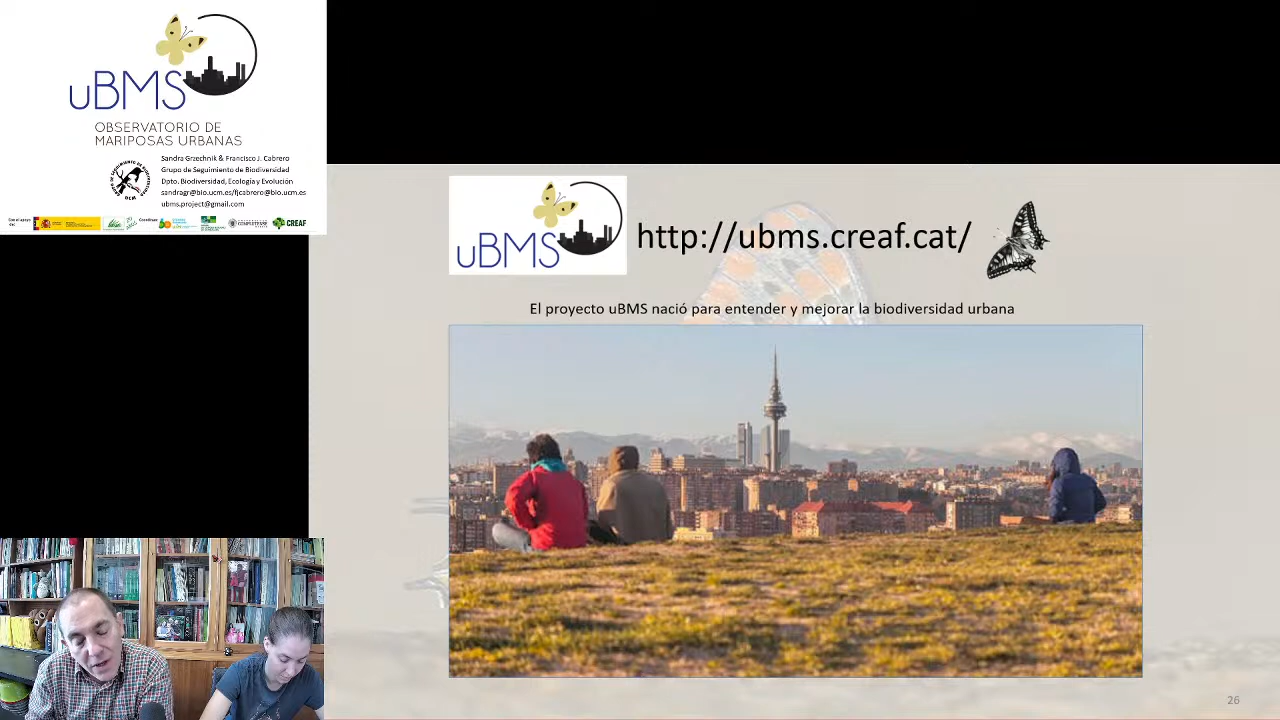 uBMS
OBSERVATORIO DE
MARIPOSAS URBANAS
Sandra Grzechnik & Francisco J. Cabrero
Grupo de Seguimiento de Biodiversidad
Dpto. Biodiversidad, Ecología y Evolución
sandragr@bio.ucm.es/fjcabrero@bio.ucm.es
ubms.project@gmail.com
CREAF
uBMS
http://ubms.creaf.cat/
El proyecto uBMS nació para entender y mejorar la biodiversidad urbana
26